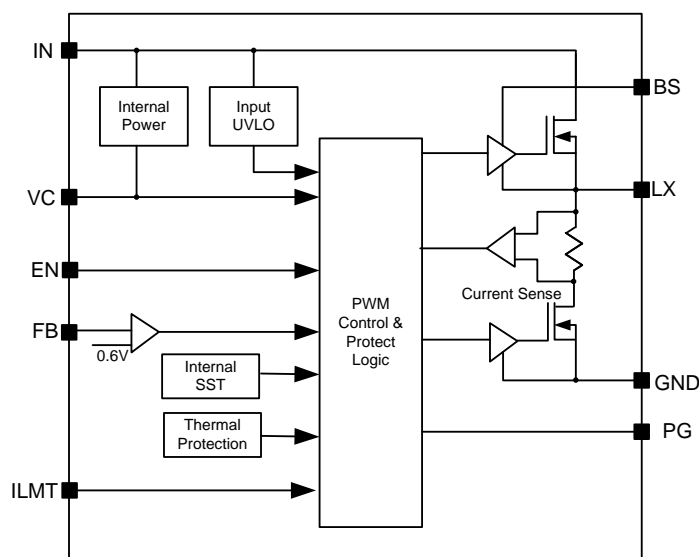 IN
BS
Internal
Power
Input
UVLO
VC
LX
EN
Current Sense
FB
0.6V
PWM
Control &
Protect
Logic
Internal
SST
GND
Thermal
Protection
PG
ILMT